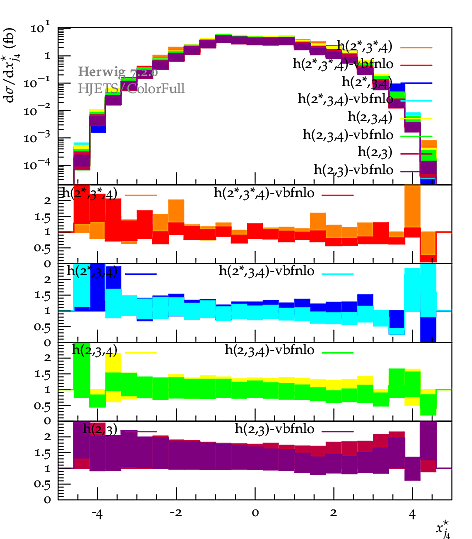 dσ/dx*j4 (fb)
10¹
1
10⁻¹
10⁻²
10⁻³
10⁻⁴
Herwig 7.2.0
HJETS/ColorFull
h(2*,3*,4)
h(2*,3*,4)-vbfnlo
h(2*,3,4)
h(2*,3,4)-vbfnlo
h(2,3,4)
h(2,3,4)-vbfnlo
h(2,3)
h(2,3)-vbfnlo
h(2*,3*,4) h(2*,3*,4)-vbfnlo
2
1.5
1
0.5
0
h(2*,3,4) h(2*,3,4)-vbfnlo
2
1.5
1
0.5
0
h(2,3,4) h(2,3,4)-vbfnlo
2
1.5
1
0.5
0
h(2,3) h(2,3)-vbfnlo
2
1.5
1
0.5
-4 -2 0 2 4
x*j4